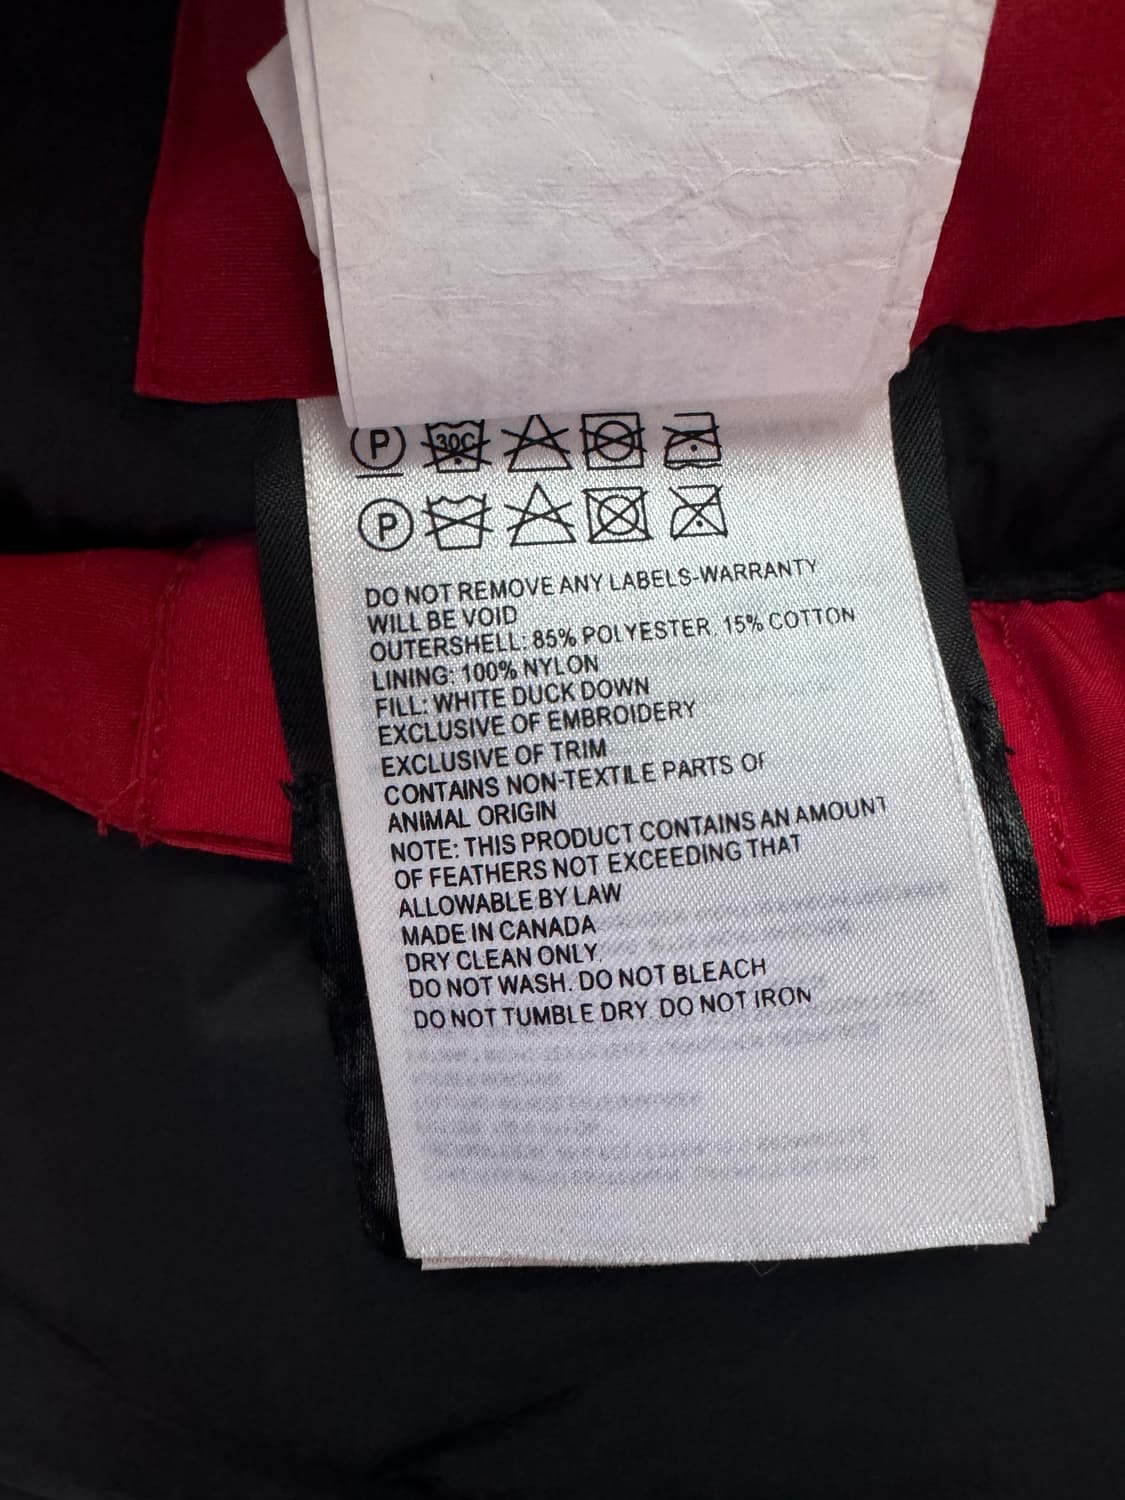 P 30C
P
DO NOT REMOVE ANY LABELS-WARRANTY
WILL BE VOID
OUTERSHELL: 85% POLYESTER, 15% COTTON
LINING: 100% NYLON
FILL: WHITE DUCK DOWN
EXCLUSIVE OF EMBROIDERY
EXCLUSIVE OF TRIM
CONTAINS NON-TEXTILE PARTS OF
ANIMAL ORIGIN
NOTE: THIS PRODUCT CONTAINS AN AMOUNT
OF FEATHERS NOT EXCEEDING THAT
ALLOWABLE BY LAW
MADE IN CANADA
DRY CLEAN ONLY.
DO NOT WASH. DO NOT BLEACH
DO NOT TUMBLE DRY. DO NOT IRON